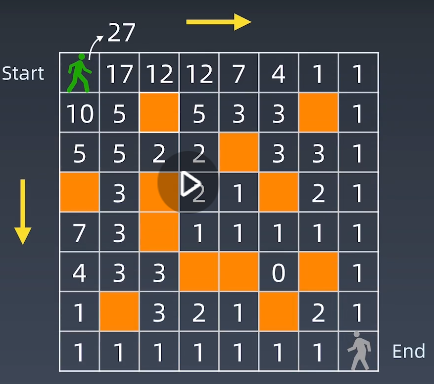 27
Start 17 12 12 7 4 1 1
10 5 5 3 3 1
5 5 2 2 3 3 1
3 2 1 2 1
7 3 1 1 1 1 1
4 3 3 0 1
1 3 2 1 2 1
1 1 1 1 1 1 1 End